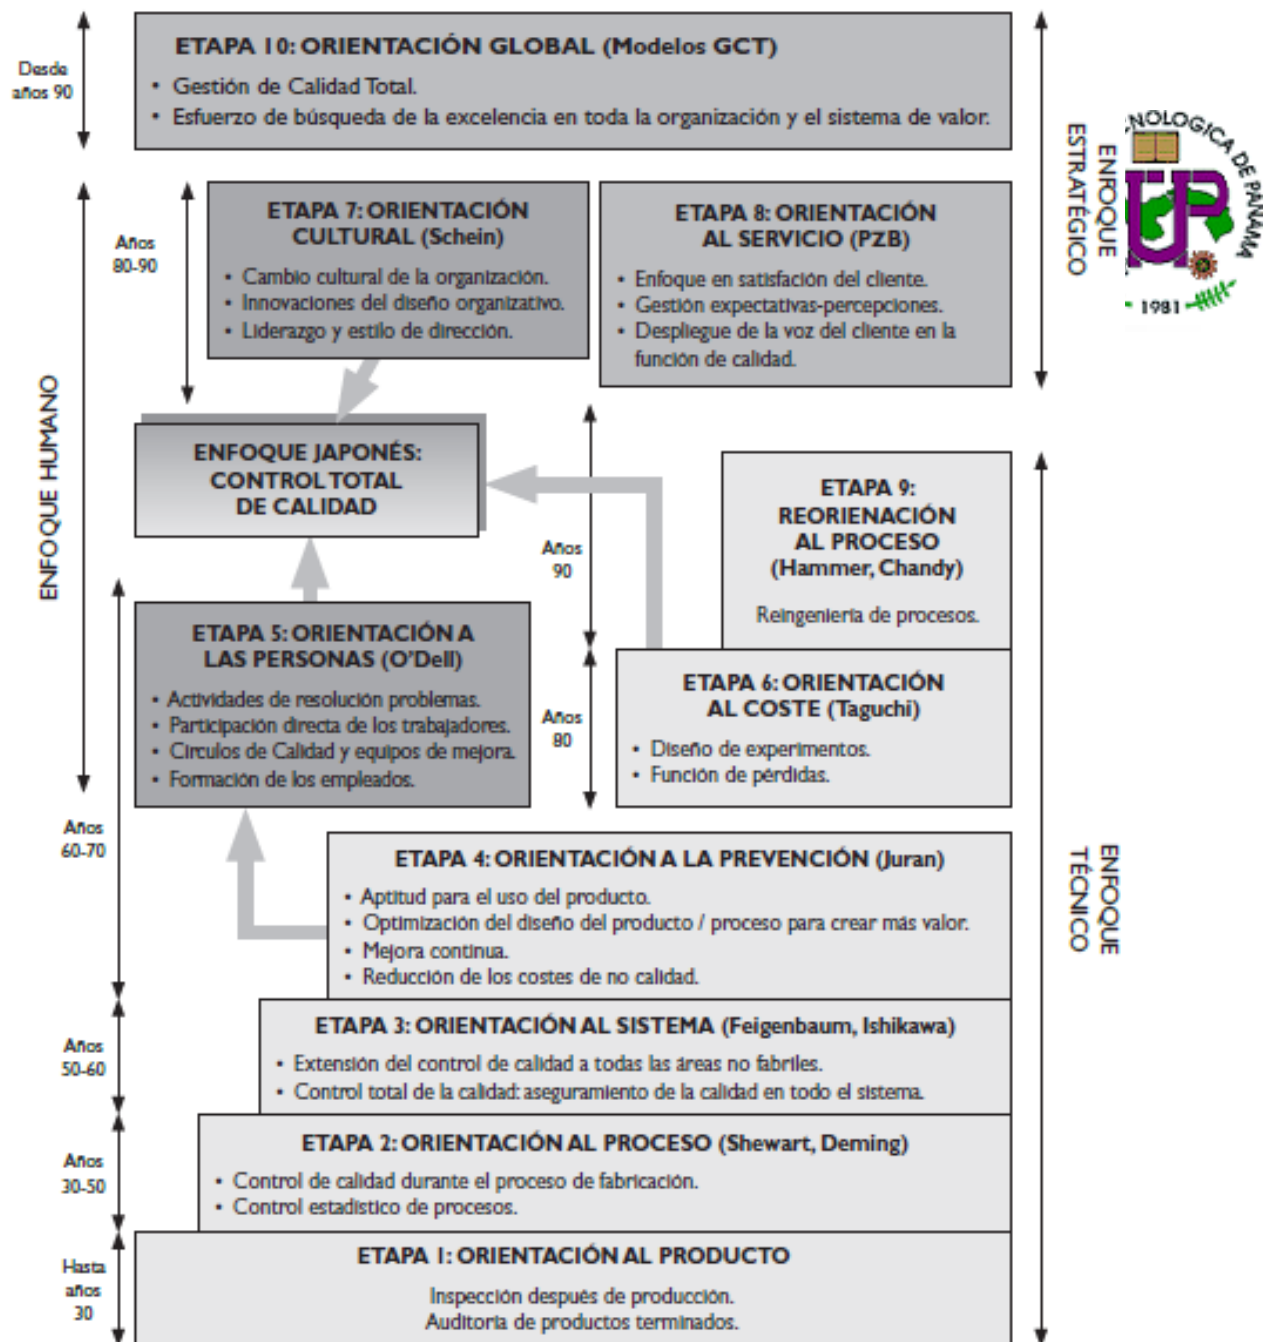 ETAPA 10: ORIENTACIÓN GLOBAL (Modelos GCT)
• Gestión de Calidad Total.
• Esfuerzo de búsqueda de la excelencia en toda la organización y el sistema de valor.
Desde
años 90
ENFOQUE
ESTRATÉGICO
NOLOGICA DE PANAMA
UP
1981
ETAPA 7: ORIENTACIÓN
CULTURAL (Schein)
• Cambio cultural de la organización.
• Innovaciones del diseño organizativo.
• Liderazgo y estilo de dirección.
Años
80-90
ETAPA 8: ORIENTACIÓN
AL SERVICIO (PZB)
• Enfoque en satisfacción del cliente.
• Gestión expectativas-percepciones.
• Despliegue de la voz del cliente en la
función de calidad.
ENFOQUE HUMANO
ENFOQUE JAPONÉS:
CONTROL TOTAL
DE CALIDAD
Años
90
ETAPA 9:
REORIENACIÓN
AL PROCESO
(Hammer, Chandy)
Reingeniería de procesos.
ETAPA 5: ORIENTACIÓN A
LAS PERSONAS (O'Dell)
• Actividades de resolución problemas.
• Participación directa de los trabajadores.
• Círculos de Calidad y equipos de mejora.
• Formación de los empleados.
Años
80
ETAPA 6: ORIENTACIÓN
AL COSTE (Taguchi)
• Diseño de experimentos.
• Función de pérdidas.
Años
60-70
ETAPA 4: ORIENTACIÓN A LA PREVENCIÓN (Juran)
• Aptitud para el uso del producto.
• Optimización del diseño del producto / proceso para crear más valor.
• Mejora continua.
• Reducción de los costes de no calidad.
ENFOQUE
TÉCNICO
Años
50-60
ETAPA 3: ORIENTACIÓN AL SISTEMA (Feigenbaum, Ishikawa)
• Extensión del control de calidad a todas las áreas no fabriles.
• Control total de la calidad: aseguramiento de la calidad en todo el sistema.
Años
30-50
ETAPA 2: ORIENTACIÓN AL PROCESO (Shewart, Deming)
• Control de calidad durante el proceso de fabricación.
• Control estadístico de procesos.
Hasta
años
30
ETAPA 1: ORIENTACIÓN AL PRODUCTO
Inspección después de producción.
Auditoría de productos terminados.